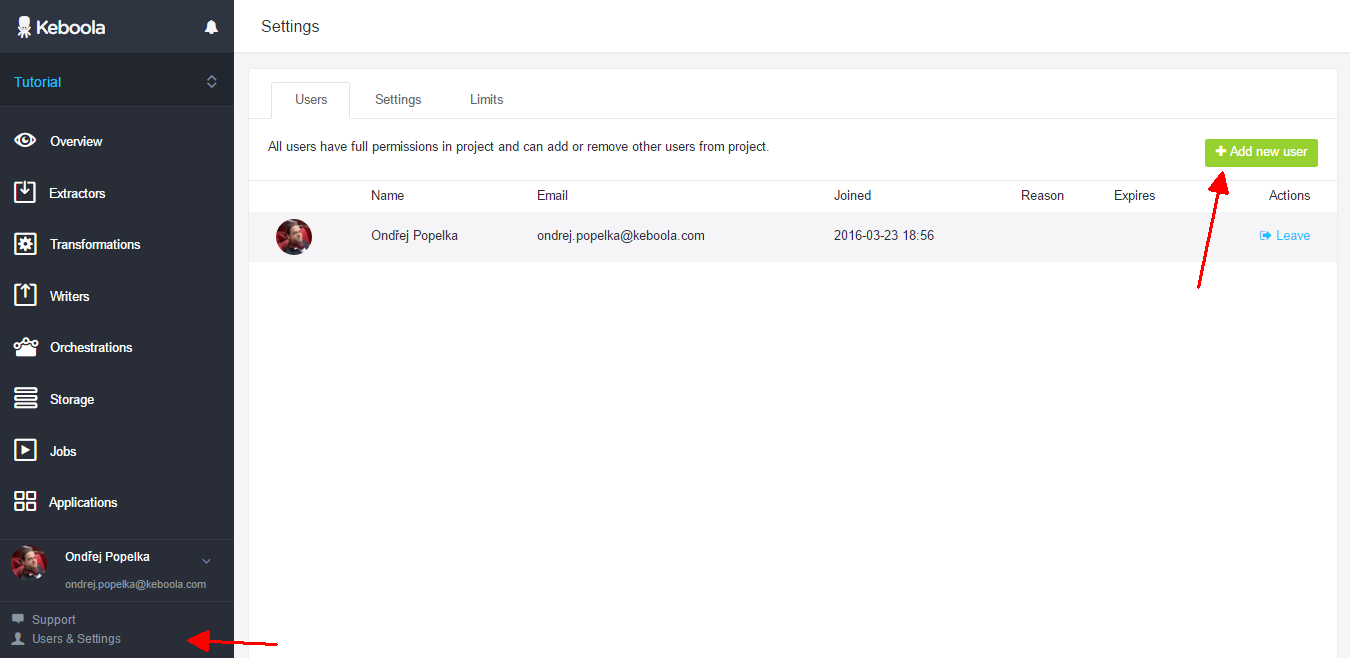 Keboola
Tutorial
Overview
Extractors
Transformations
Writers
Orchestrations
Storage
Jobs
Applications
Ondřej Popelka
ondrej.popelka@keboola.com
Support
Users & Settings
Settings
Users Settings Limits
All users have full permissions in project and can add or remove other users from project.
Add new user
Name Email Joined Reason Expires Actions
Ondřej Popelka ondrej.popelka@keboola.com 2016-03-23 18:56 Leave